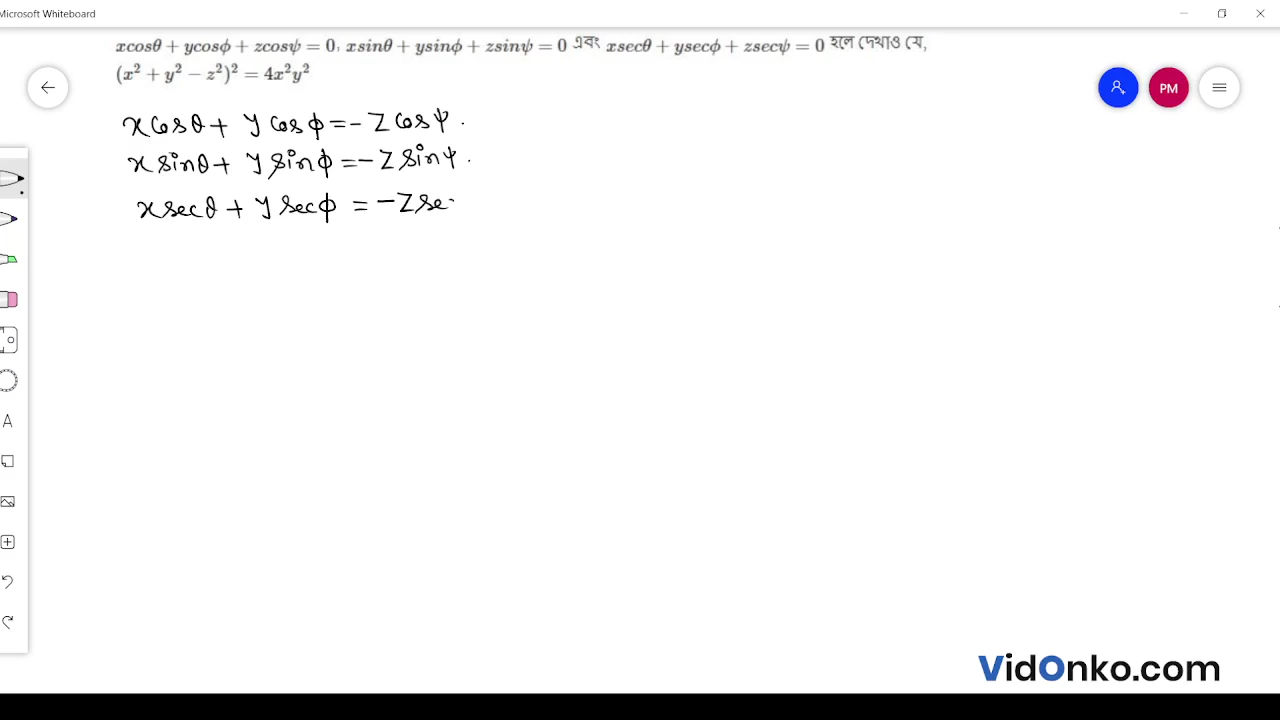 Microsoft Whiteboard
xcosθ + ycosϕ + zcosψ = 0, xsinθ + ysinϕ + zsinψ = 0 এবং xsecθ + ysecϕ + zsecψ = 0 হলে দেখাও যে,
(x² + y² − z²)² = 4x²y²
PM
x cosθ + y cosϕ = - z cosψ .
x sinθ + y sinϕ = - z sinψ .
x secθ + y secϕ = - z se
A
VidOnko.com